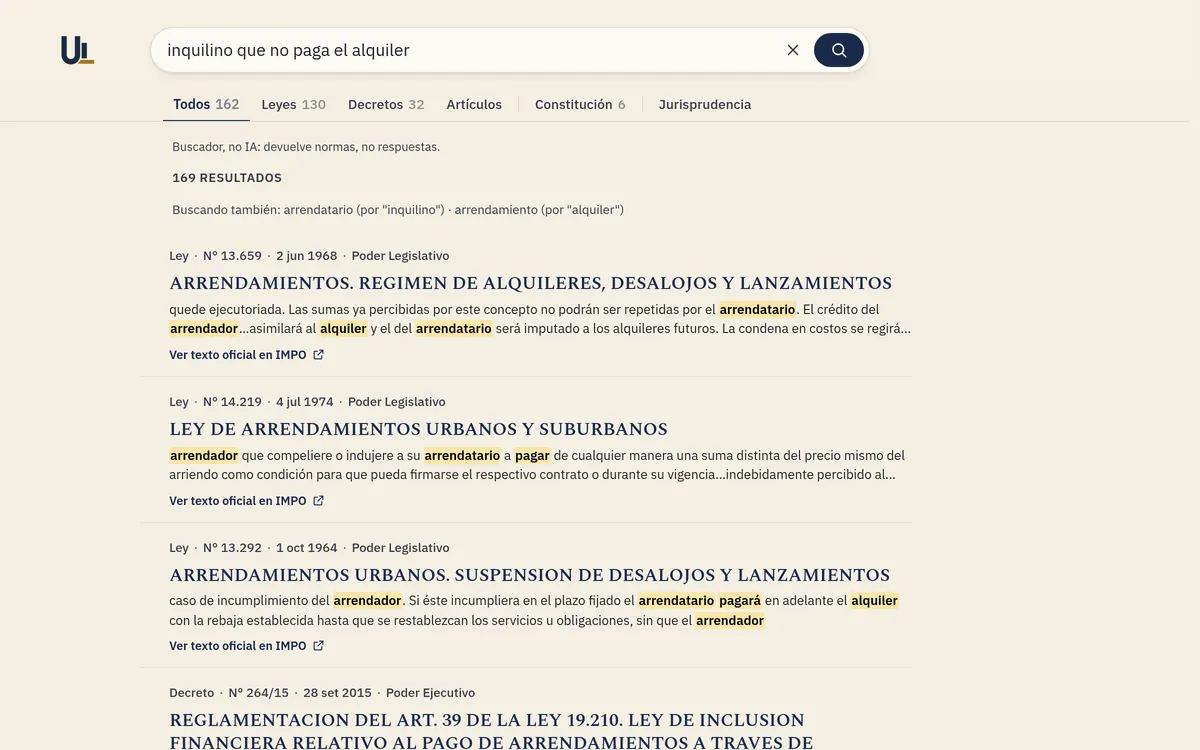 UL
inquilino que no paga el alquiler
Todos 162 Leyes 130 Decretos 32 Artículos Constitución 6 Jurisprudencia
Buscador, no IA: devuelve normas, no respuestas.
169 RESULTADOS
Buscando también: arrendatario (por "inquilino") · arrendamiento (por "alquiler")
Ley · N° 13.659 · 2 jun 1968 · Poder Legislativo
ARRENDAMIENTOS. REGIMEN DE ALQUILERES, DESALOJOS Y LANZAMIENTOS
quede ejecutoriada. Las sumas ya percibidas por este concepto no podrán ser repetidas por el arrendatario. El crédito del
arrendador...asimilará al alquiler y el del arrendatario será imputado a los alquileres futuros. La condena en costos se regirá...
Ver texto oficial en IMPO
Ley · N° 14.219 · 4 jul 1974 · Poder Legislativo
LEY DE ARRENDAMIENTOS URBANOS Y SUBURBANOS
arrendador que compeliere o indujere a su arrendatario a pagar de cualquier manera una suma distinta del precio mismo del
arriendo como condición para que pueda firmarse el respectivo contrato o durante su vigencia...indebidamente percibido al...
Ver texto oficial en IMPO
Ley · N° 13.292 · 1 oct 1964 · Poder Legislativo
ARRENDAMIENTOS URBANOS. SUSPENSION DE DESALOJOS Y LANZAMIENTOS
caso de incumplimiento del arrendador. Si éste incumpliera en el plazo fijado el arrendatario pagará en adelante el alquiler
con la rebaja establecida hasta que se restablezcan los servicios u obligaciones, sin que el arrendador
Ver texto oficial en IMPO
Decreto · N° 264/15 · 28 set 2015 · Poder Ejecutivo
REGLAMENTACION DEL ART. 39 DE LA LEY 19.210. LEY DE INCLUSION
FINANCIERA RELATIVO AL PAGO DE ARRENDAMIENTOS A TRAVES DE